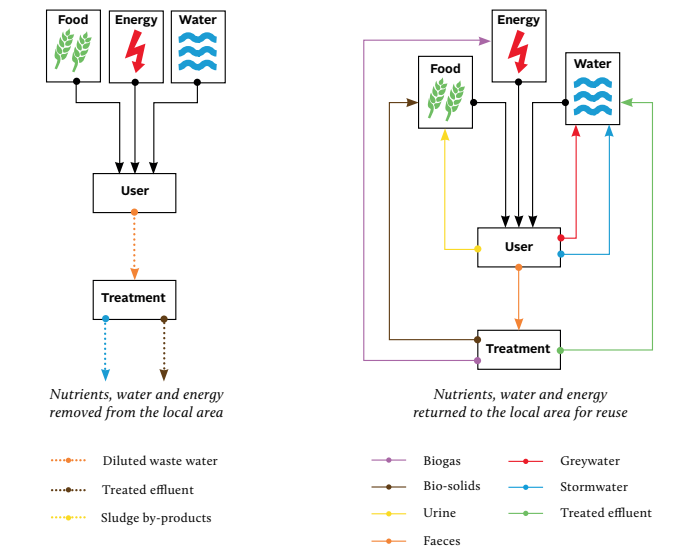 Food
Energy
Water
User
Treatment
Nutrients, water and energy
removed from the local area
Diluted waste water
Treated effluent
Sludge by-products
Energy
Food
Water
User
Treatment
Nutrients, water and energy
returned to the local area for reuse
Biogas
Bio-solids
Urine
Faeces
Greywater
Stormwater
Treated effluent